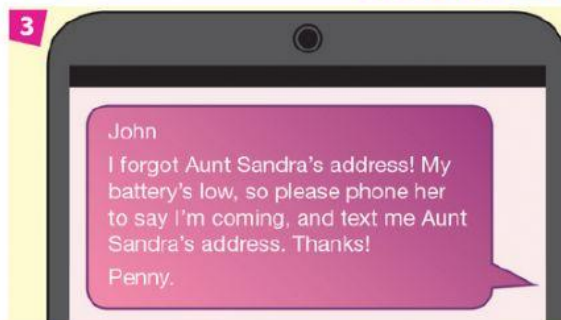 3
John
I forgot Aunt Sandra's address! My
battery's low, so please phone her
to say I'm coming, and text me Aunt
Sandra's address. Thanks!
Penny.